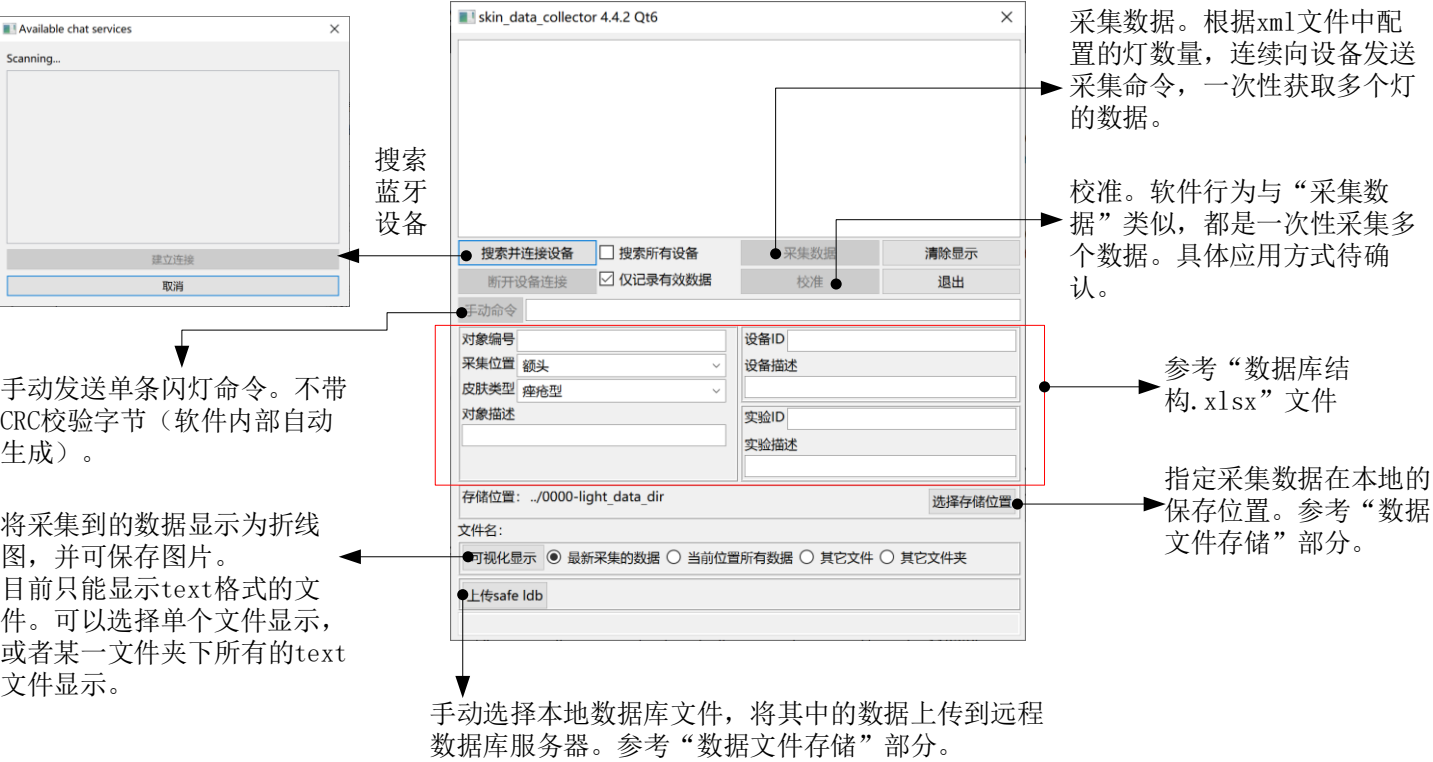 Available chat services
Scanning...
建立连接
取消
搜索
蓝牙
设备
skin_data_collector 4.4.2 Qt6
搜索并连接设备
搜索所有设备
采集数据
清除显示
断开设备连接
仅记录有效数据
校准
退出
手动命令
对象编号
采集位置 额头
皮肤类型 痤疮型
对象描述
设备ID
设备描述
实验ID
实验描述
存储位置：../0000-light_data_dir
选择存储位置
文件名：
可视化显示
最新采集的数据
当前位置所有数据
其它文件
其它文件夹
上传safe ldb
采集数据。根据xml文件中配
置的灯数量，连续向设备发送
采集命令，一次性获取多个灯
的数据。
校准。软件行为与“采集数
据”类似，都是一次性采集多
个数据。具体应用方式待确
认。
参考“数据库结
构.xlsx”文件
指定采集数据在本地的
保存位置。参考“数据
文件存储”部分。
手动发送单条闪灯命令。不带
CRC校验字节（软件内部自动
生成）。
将采集到的数据显示为折线
图，并可保存图片。
目前只能显示text格式的文
件。可以选择单个文件显示，
或者某一文件夹下所有的text
文件显示。
手动选择本地数据库文件，将其中的数据上传到远程
数据库服务器。参考“数据文件存储”部分。